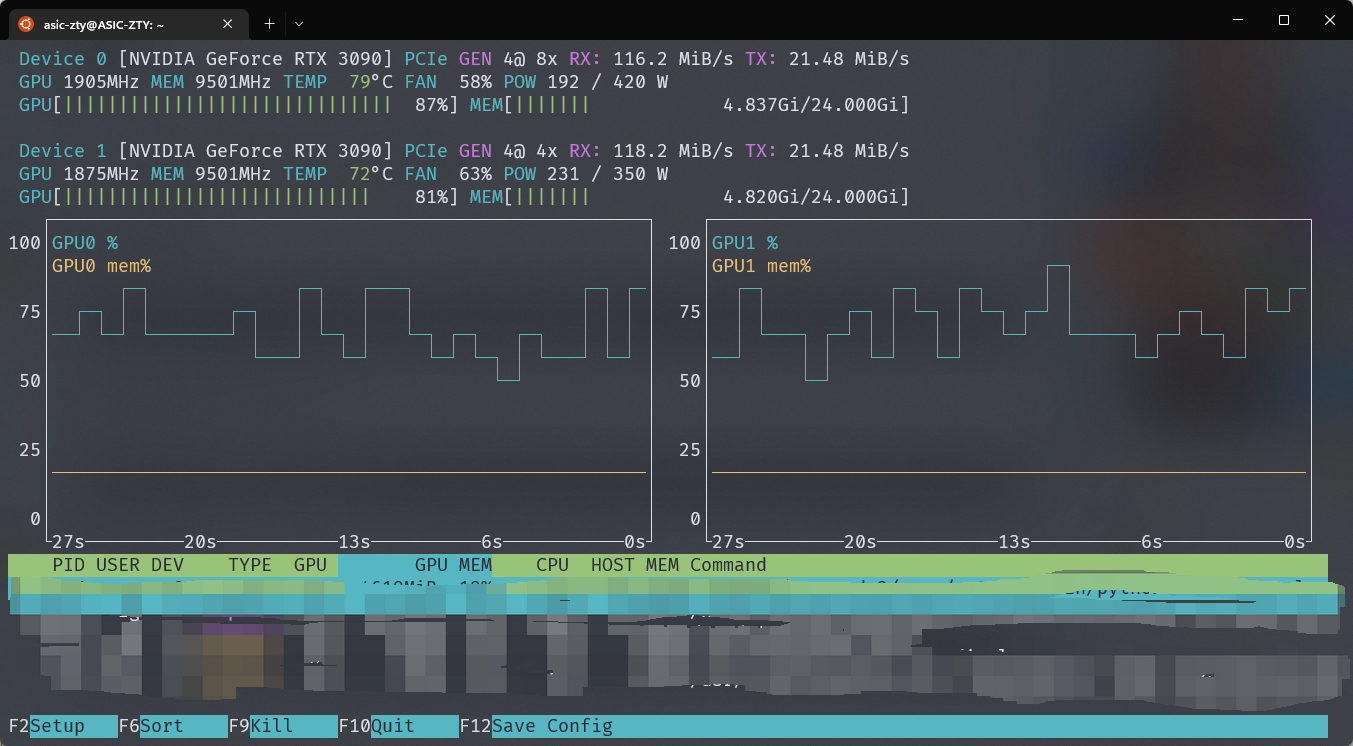 asic-zty@ASIC-ZTY: ~
Device 0 [NVIDIA GeForce RTX 3090] PCIe GEN 4@ 8x RX: 116.2 MiB/s TX: 21.48 MiB/s
GPU 1905MHz MEM 9501MHz TEMP 79°C FAN 58% POW 192 / 420 W
GPU[||||||||||||||||||||||||||||||  87%] MEM[|||||||            4.837Gi/24.000Gi]
Device 1 [NVIDIA GeForce RTX 3090] PCIe GEN 4@ 4x RX: 118.2 MiB/s TX: 21.48 MiB/s
GPU 1875MHz MEM 9501MHz TEMP 72°C FAN 63% POW 231 / 350 W
GPU[||||||||||||||||||||||||||||    81%] MEM[|||||||            4.820Gi/24.000Gi]
100 GPU0 %
GPU0 mem%
75
50
25
0
27s 20s 13s 6s 0s
100 GPU1 %
GPU1 mem%
75
50
25
0
27s 20s 13s 6s 0s
PID USER DEV TYPE GPU GPU MEM CPU HOST MEM Command
F2Setup F6Sort F9Kill F10Quit F12Save Config